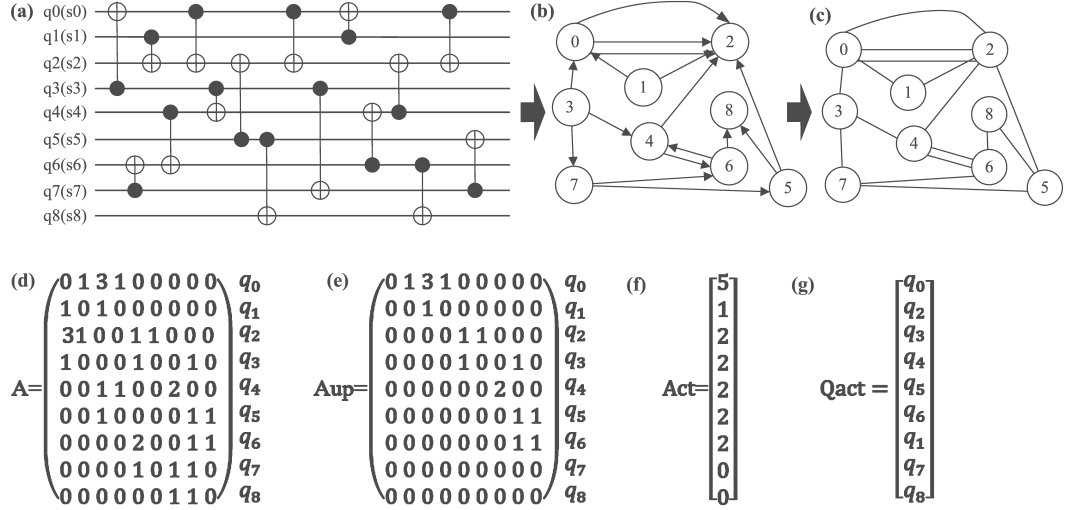 (a)
q0(s0)
q1(s1)
q2(s2)
q3(s3)
q4(s4)
q5(s5)
q6(s6)
q7(s7)
q8(s8)
(b)
0
2
1
3
8
4
6
7
5
(c)
0
2
1
3
8
4
6
7
5
(d)
A=
0 1 3 1 0 0 0 0 0 q0
1 0 1 0 0 0 0 0 0 q1
3 1 0 0 1 1 0 0 0 q2
1 0 0 0 1 0 0 1 0 q3
0 0 1 1 0 0 2 0 0 q4
0 0 1 0 0 0 0 1 1 q5
0 0 0 0 2 0 0 1 1 q6
0 0 0 0 1 0 1 1 0 q7
0 0 0 0 0 0 1 1 0 q8
(e)
Aup=
0 1 3 1 0 0 0 0 0 q0
0 0 1 0 0 0 0 0 0 q1
0 0 0 0 1 1 0 0 0 q2
0 0 0 0 1 0 0 1 0 q3
0 0 0 0 0 0 2 0 0 q4
0 0 0 0 0 0 0 1 1 q5
0 0 0 0 0 0 0 1 1 q6
0 0 0 0 0 0 0 0 0 q7
0 0 0 0 0 0 0 0 0 q8
(f)
Act=
5
1
2
2
2
2
2
0
0
(g)
Qact =
q0
q2
q3
q4
q5
q6
q1
q7
q8